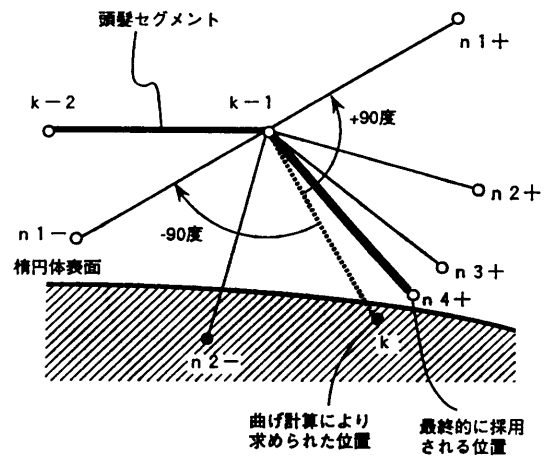 頭髪セグメント
n 1+
k-2
k-1
+90度
n 2+
n 1-
-90度
n 3+
楕円体表面
n 4+
k
n 2-
曲げ計算により
求められた位置
最終的に採用
される位置